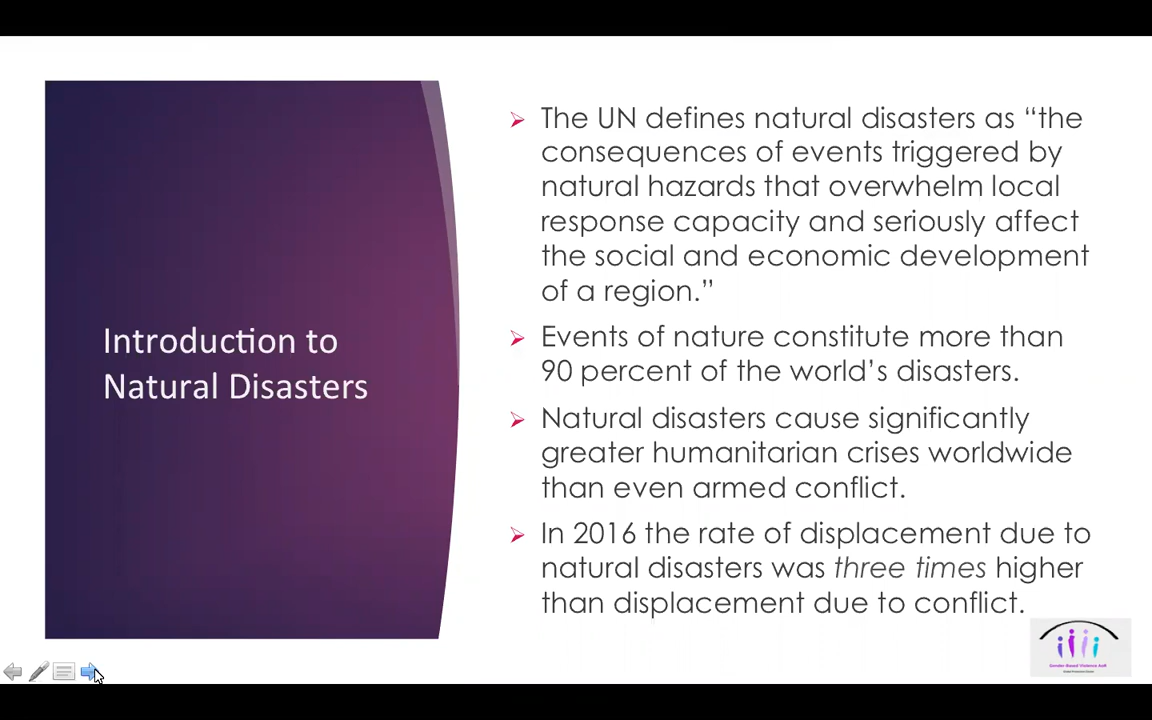 Introduction to
Natural Disasters
The UN defines natural disasters as “the
consequences of events triggered by
natural hazards that overwhelm local
response capacity and seriously affect
the social and economic development
of a region.”
Events of nature constitute more than
90 percent of the world’s disasters.
Natural disasters cause significantly
greater humanitarian crises worldwide
than even armed conflict.
In 2016 the rate of displacement due to
natural disasters was three times higher
than displacement due to conflict.
Gender-Based Violence AoR